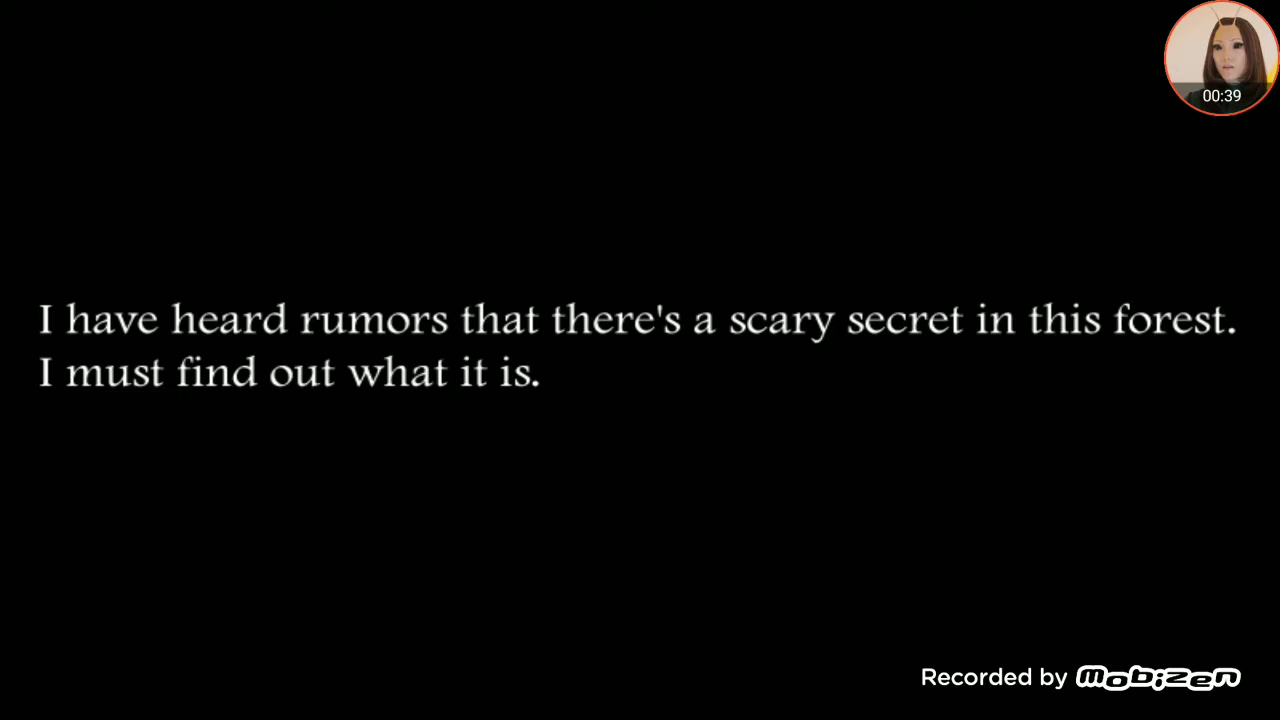 00:39
I have heard rumors that there's a scary secret in this forest.
I must find out what it is.
Recorded by mobizen